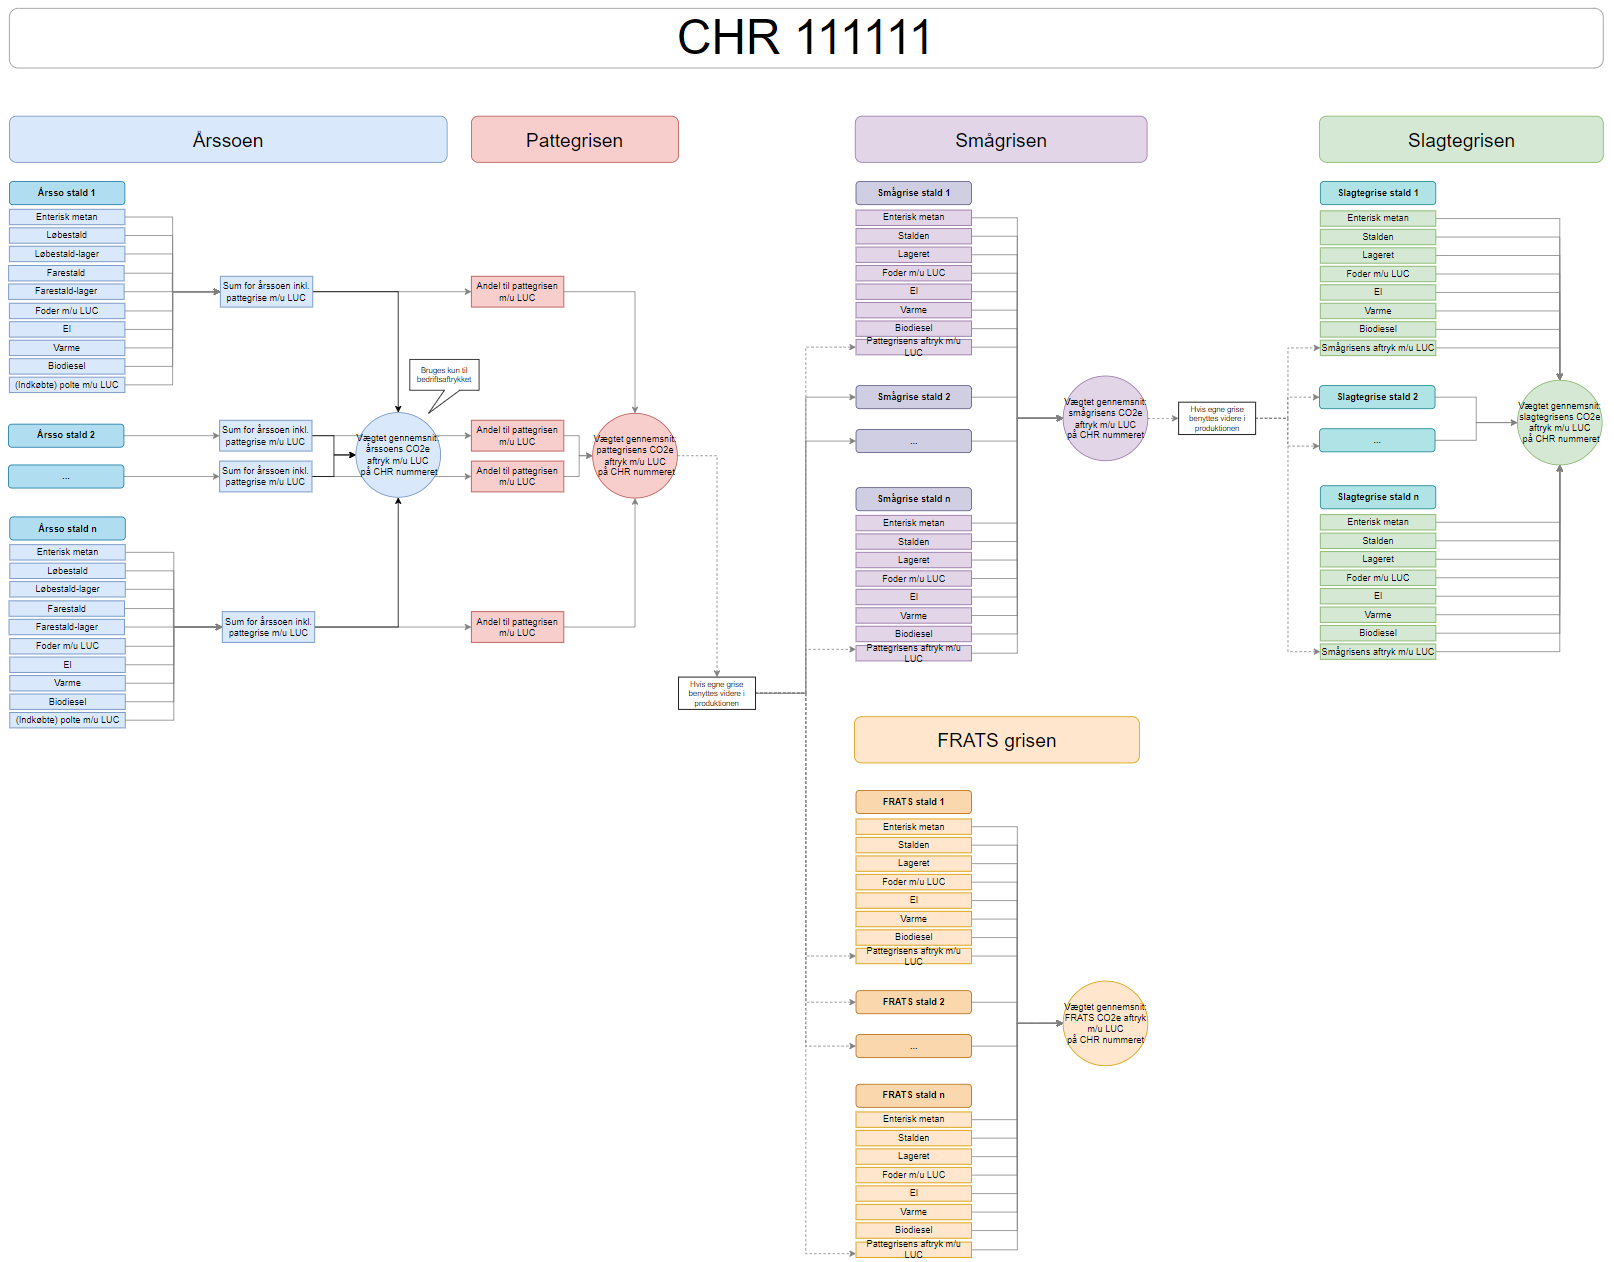 CHR 111111
Årssoen
Pattegrisen
Smågrisen
Slagtegrisen
Årsso stald 1
Enterisk metan
Løbestald
Løbestald-lager
Farestald
Farestald-lager
Foder m/u LUC
El
Varme
Biodiesel
(Indkøbte) polte m/u LUC
Sum for årssoen inkl.
pattegrise m/u LUC
Andel til pattegrisen
m/u LUC
Bruges kun til
bedriftsaftrykket
Årsso stald 2
Sum for årssoen inkl.
pattegrise m/u LUC
Andel til pattegrisen
m/u LUC
...
Sum for årssoen inkl.
pattegrise m/u LUC
Andel til pattegrisen
m/u LUC
Vægtet gennemsnit:
årssoens CO2e
aftryk m/u LUC
på CHR nummeret
Vægtet gennemsnit:
pattegrisens CO2e
aftryk m/u LUC
på CHR nummeret
Årsso stald n
Enterisk metan
Løbestald
Løbestald-lager
Farestald
Farestald-lager
Foder m/u LUC
El
Varme
Biodiesel
(Indkøbte) polte m/u LUC
Sum for årssoen inkl.
pattegrise m/u LUC
Andel til pattegrisen
m/u LUC
Hvis egne grise
benyttes videre i
produktionen
Smågrise stald 1
Enterisk metan
Stalden
Lageret
Foder m/u LUC
El
Varme
Biodiesel
Pattegrisens aftryk m/u
LUC
Smågrise stald 2
...
Smågrise stald n
Enterisk metan
Stalden
Lageret
Foder m/u LUC
El
Varme
Biodiesel
Pattegrisens aftryk m/u
LUC
Vægtet gennemsnit:
smågrisens CO2e
aftryk m/u LUC
på CHR nummeret
Hvis egne grise
benyttes videre i
produktionen
Slagtegrise stald 1
Enterisk metan
Stalden
Lageret
Foder m/u LUC
El
Varme
Biodiesel
Smågrisens aftryk m/u LUC
Slagtegrise stald 2
...
Slagtegrise stald n
Enterisk metan
Stalden
Lageret
Foder m/u LUC
El
Varme
Biodiesel
Smågrisens aftryk m/u LUC
Vægtet gennemsnit:
slagtegrisens CO2e
aftryk m/u LUC
på CHR nummeret
FRATS grisen
FRATS stald 1
Enterisk metan
Stalden
Lageret
Foder m/u LUC
El
Varme
Biodiesel
Pattegrisens aftryk m/u
LUC
FRATS stald 2
...
FRATS stald n
Enterisk metan
Stalden
Lageret
Foder m/u LUC
El
Varme
Biodiesel
Pattegrisens aftryk m/u
LUC
Vægtet gennemsnit:
FRATS CO2e aftryk
m/u LUC
på CHR nummeret